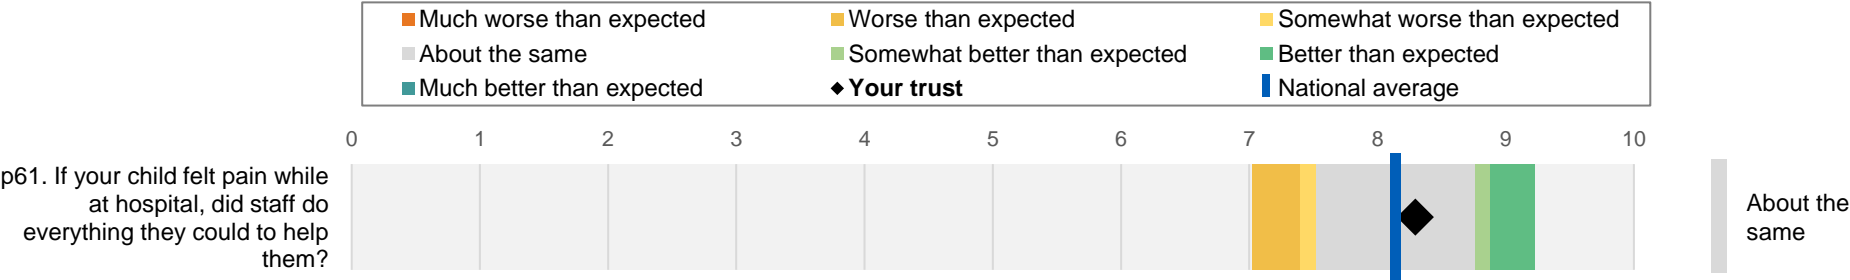 Much worse than expected
Worse than expected
Somewhat worse than expected
About the same
Somewhat better than expected
Better than expected
Much better than expected
Your trust
National average
0 1 2 3 4 5 6 7 8 9 10
p61. If your child felt pain while
at hospital, did staff do
everything they could to help
them?
About the
same